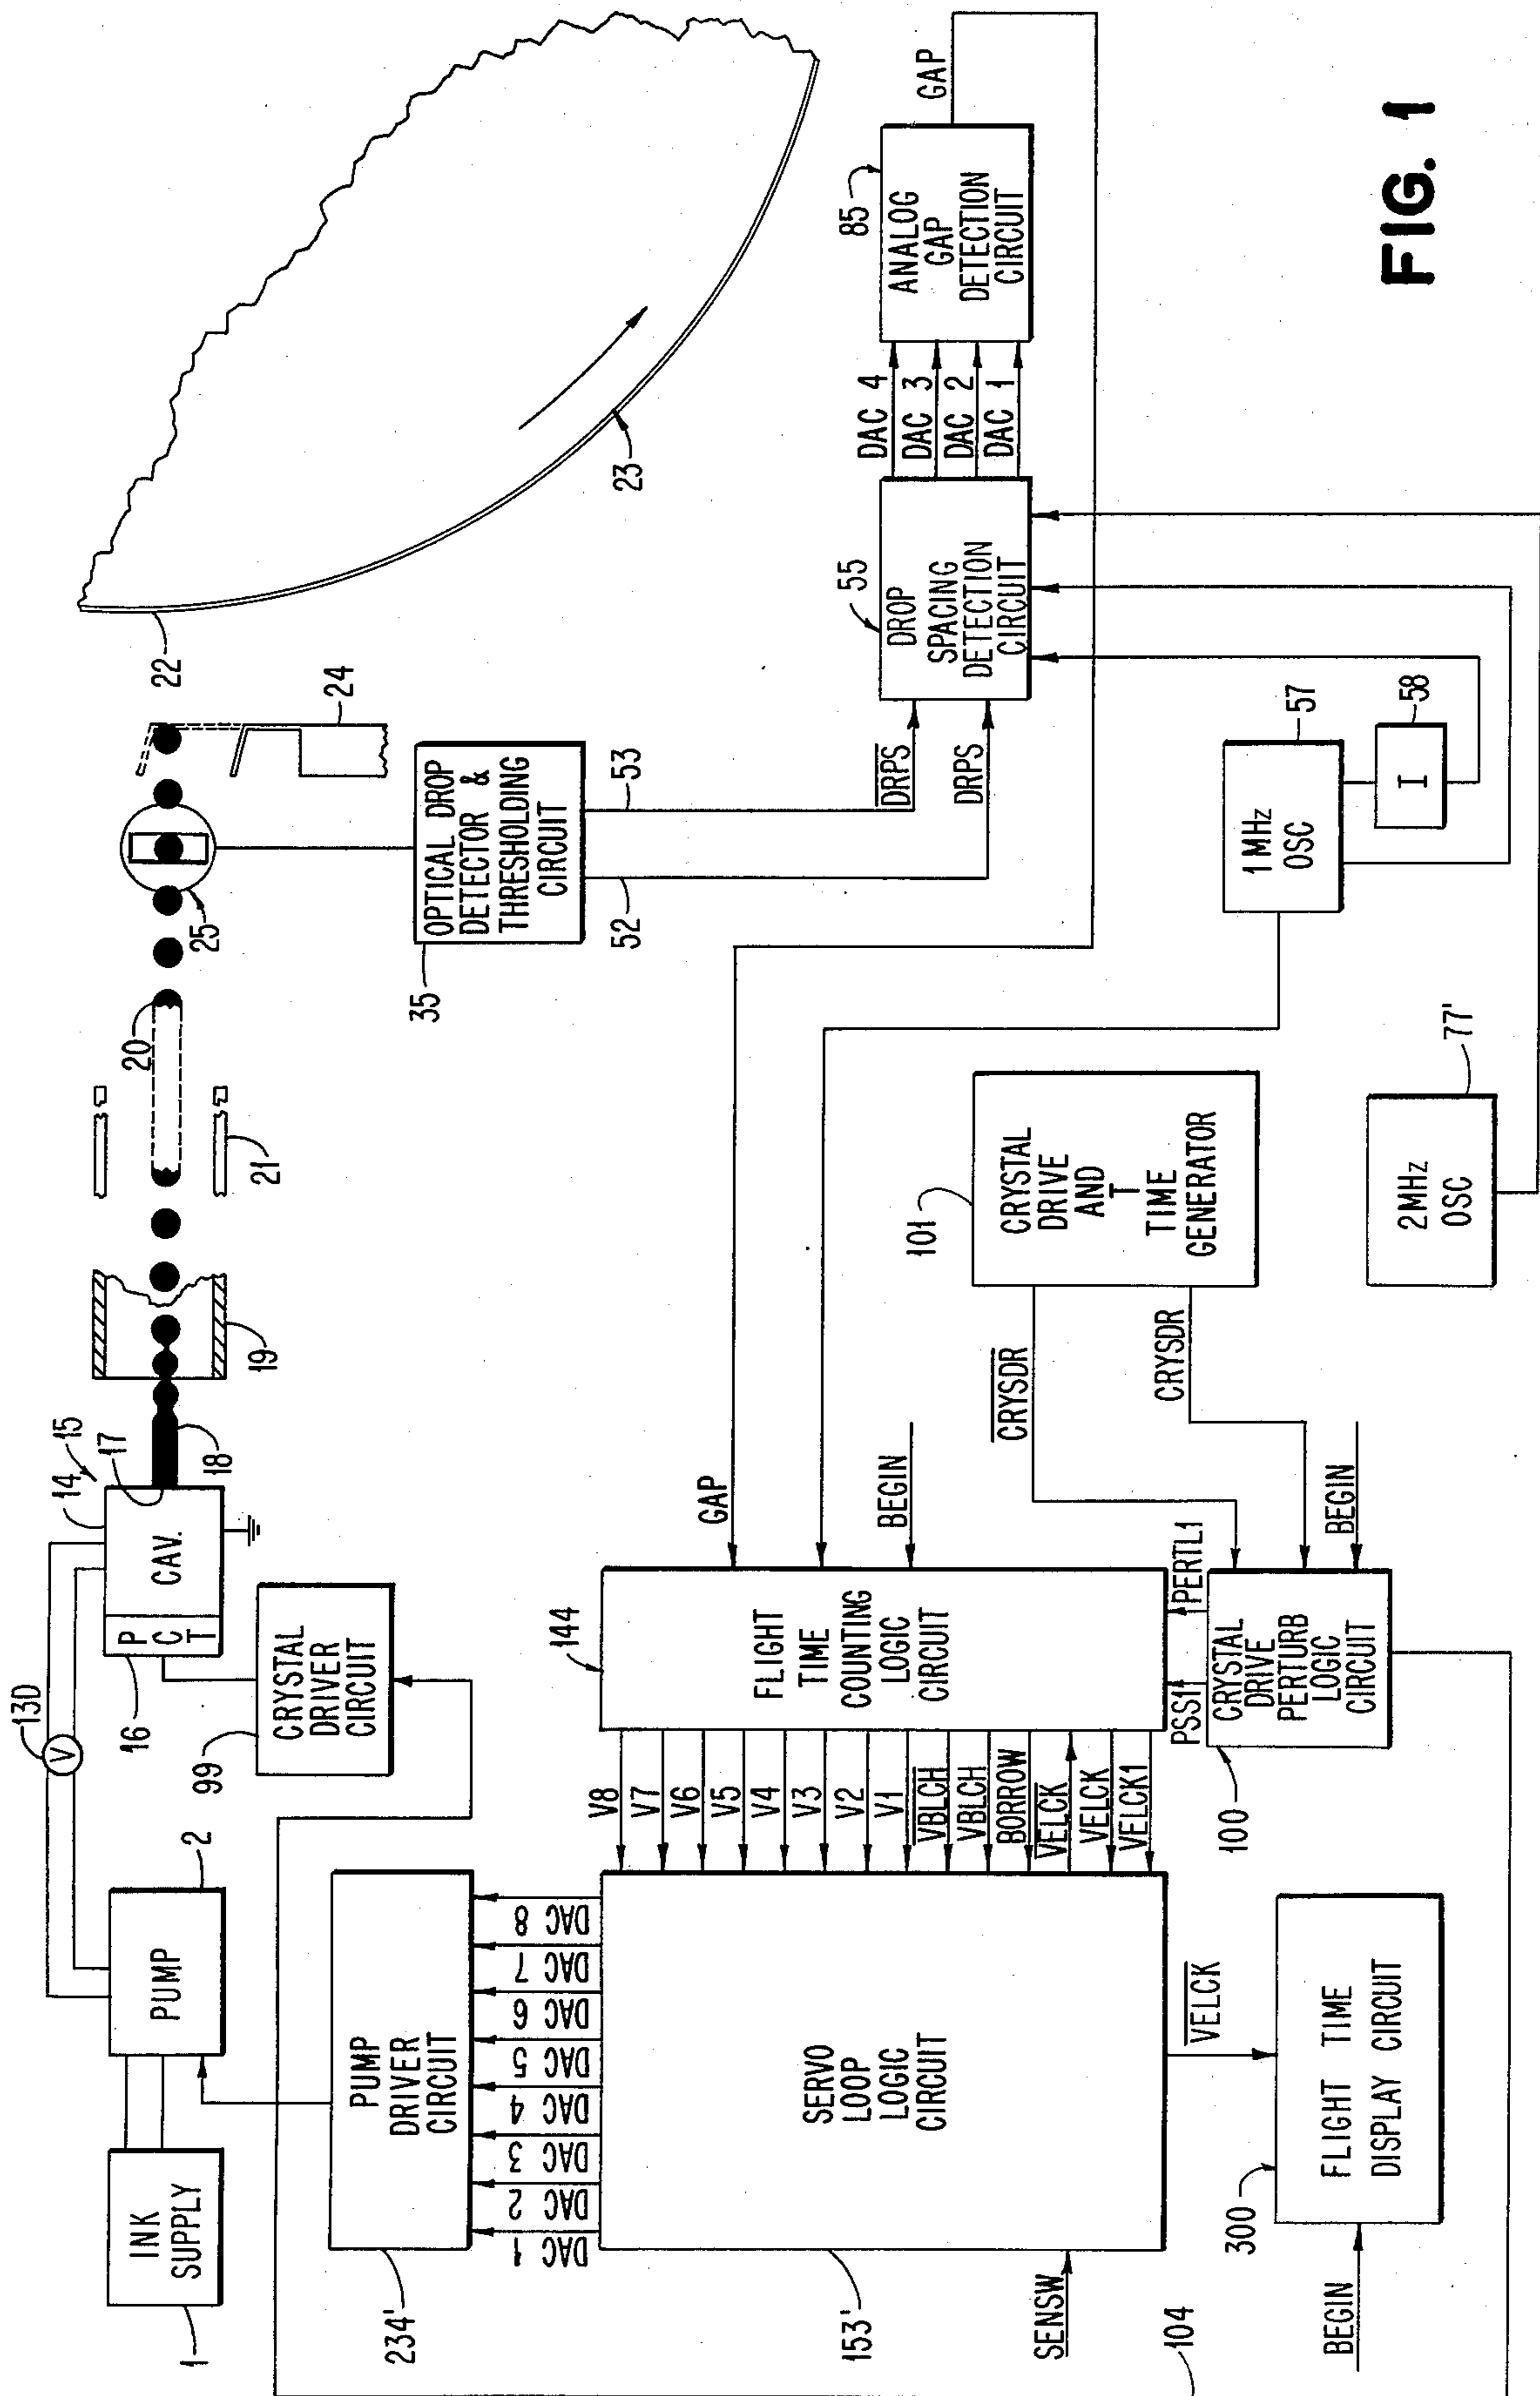 1
INK
SUPPLY
2
PUMP
13D
V
14
15
CAV.
P
C
T
16
17
18
19
20
21
22
23
24
25
99
CRYSTAL
DRIVER
CIRCUIT
35
OPTICAL DROP
DETECTOR &
THRESHOLDING
CIRCUIT
52
53
234'
PUMP
DRIVER
CIRCUIT
DAC 1
DAC 2
DAC 3
DAC 4
DAC 5
DAC 6
DAC 7
DAC 8
153'
SERVO
LOOP
LOGIC
CIRCUIT
SENSW
V8
V7
V6
V5
V4
V3
V2
V1
VBLCH
VBLCH
BORROW
VELCK
VELCK
VELCK1
144
FLIGHT
TIME
COUNTING
LOGIC
CIRCUIT
GAP
BEGIN
DRPS
DRPS
55
DROP
SPACING
DETECTION
CIRCUIT
DAC 4
DAC 3
DAC 2
DAC 1
85
ANALOG
GAP
DETECTION
CIRCUIT
GAP
PSS1
PERTL1
100
CRYSTAL
DRIVE
PERTURB
LOGIC
CIRCUIT
BEGIN
CRYSDR
CRYSDR
101
CRYSTAL
DRIVE
AND T
TIME
GENERATOR
57
1MHz
OSC
58
I
77'
2MHz
OSC
VELCK
300
FLIGHT TIME
DISPLAY CIRCUIT
BEGIN
104
FIG. 1